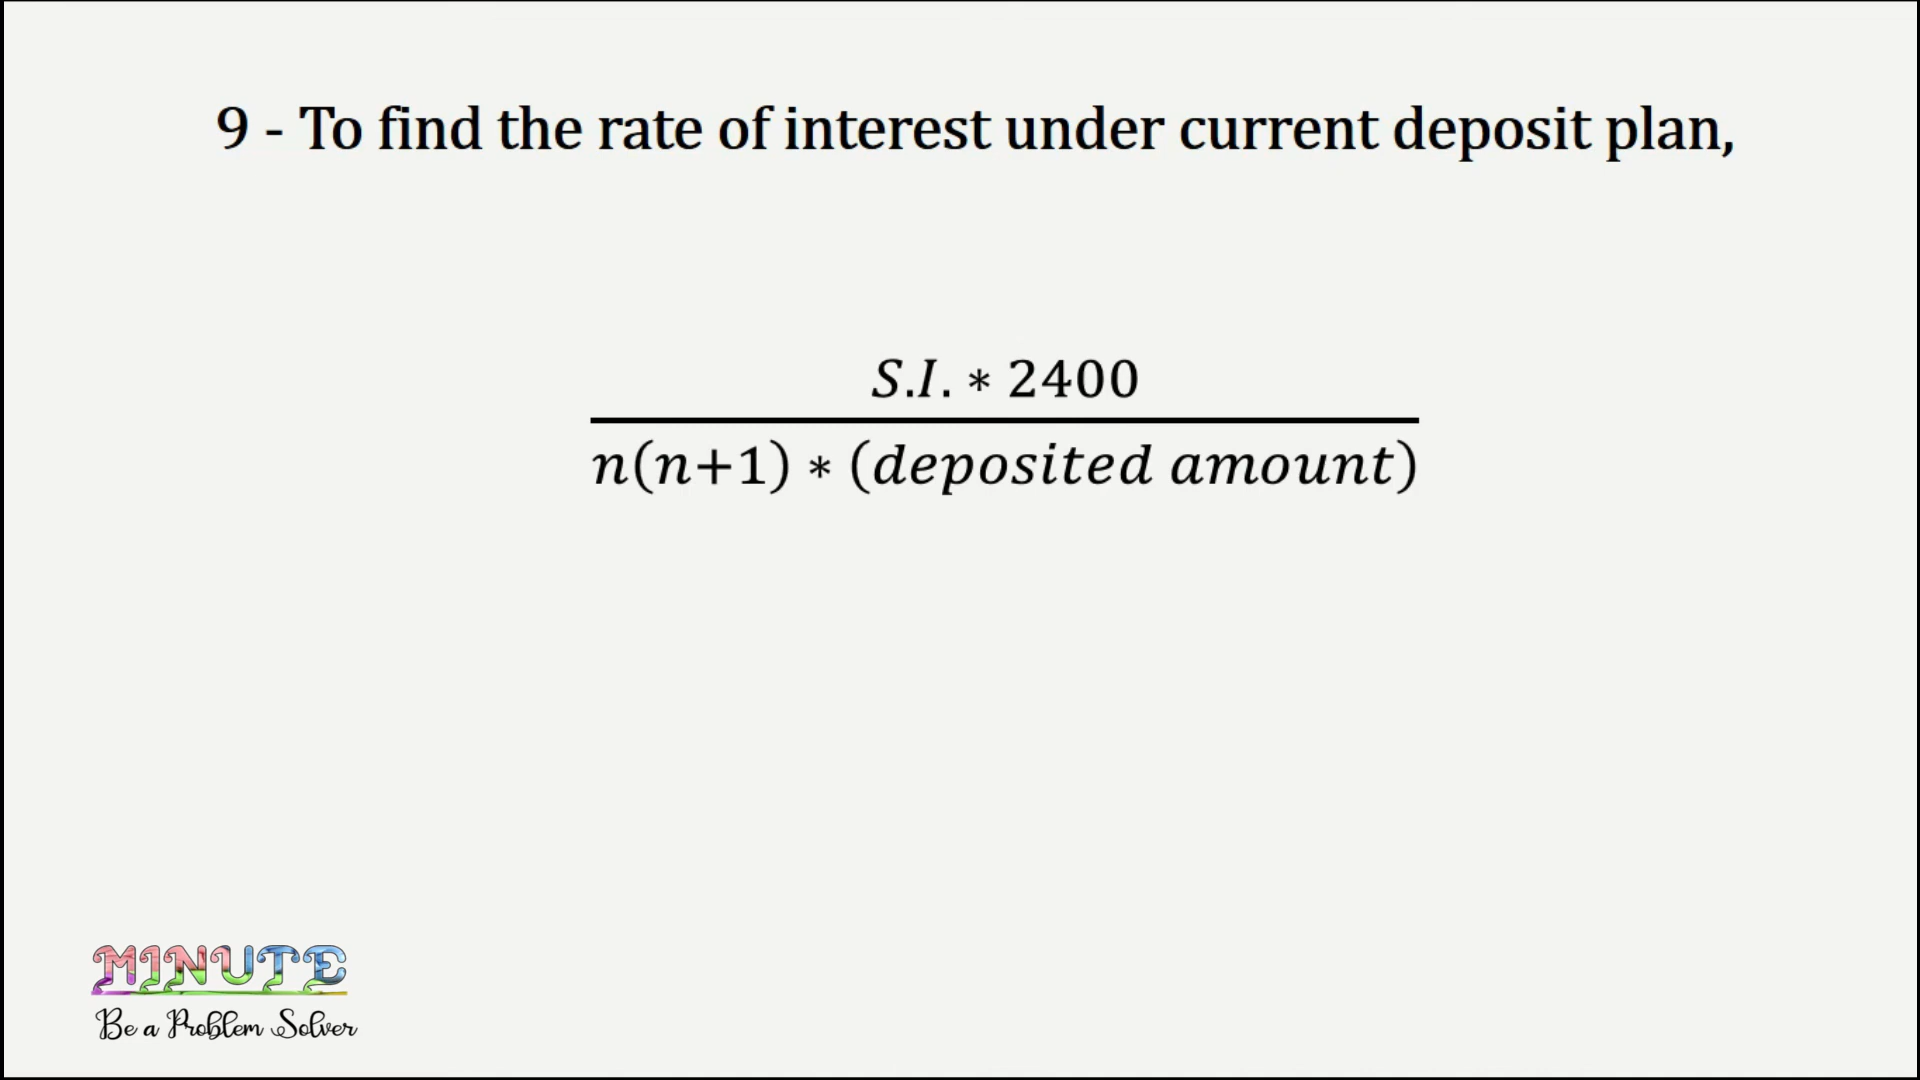 9 - To find the rate of interest under current deposit plan,
S.I. * 2400
n(n+1) * (deposited amount)
MINUTE
Be a Problem Solver